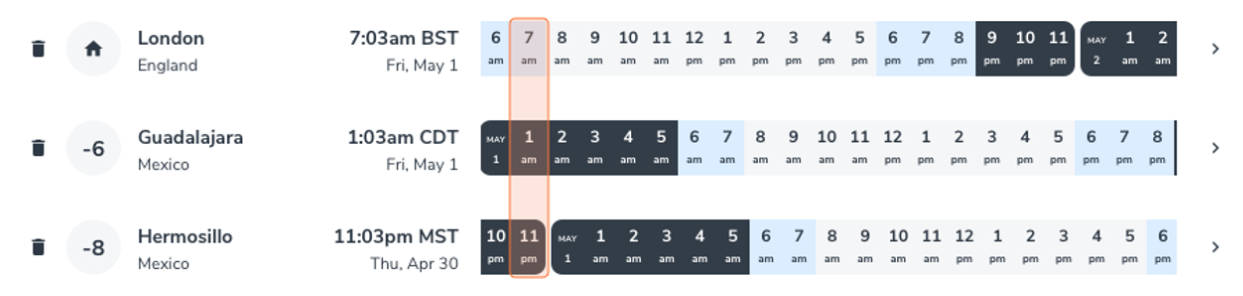 London 7:03am BST 6 7 8 9 10 11 12 1 2 3 4 5 6 7 8 9 10 11 MAY 1 2
England Fri, May 1 am am am am am am pm pm pm pm pm pm pm pm pm pm pm pm 2 am am
-6 Guadalajara 1:03am CDT MAY 1 2 3 4 5 6 7 8 9 10 11 12 1 2 3 4 5 6 7 8
Mexico Fri, May 1 1 am am am am am am am am am am am pm pm pm pm pm pm pm pm pm
-8 Hermosillo 11:03pm MST 10 11 MAY 1 2 3 4 5 6 7 8 9 10 11 12 1 2 3 4 5 6
Mexico Thu, Apr 30 pm pm 1 am am am am am am am am am am am pm pm pm pm pm pm pm